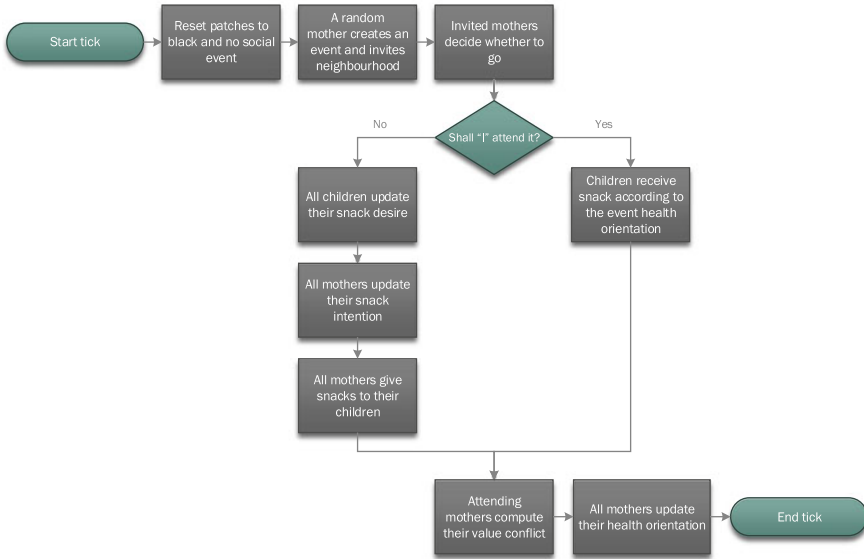 Start tick
Reset patches to
black and no social
event
A random
mother creates an
event and invites
neighbourhood
Invited mothers
decide whether to
go
Shall "I" attend it?
No
Yes
All children update
their snack desire
Children receive
snack according to
the event health
orientation
All mothers update
their snack
intention
All mothers give
snacks to their
children
Attending
mothers compute
their value conflict
All mothers update
their health orientation
End tick